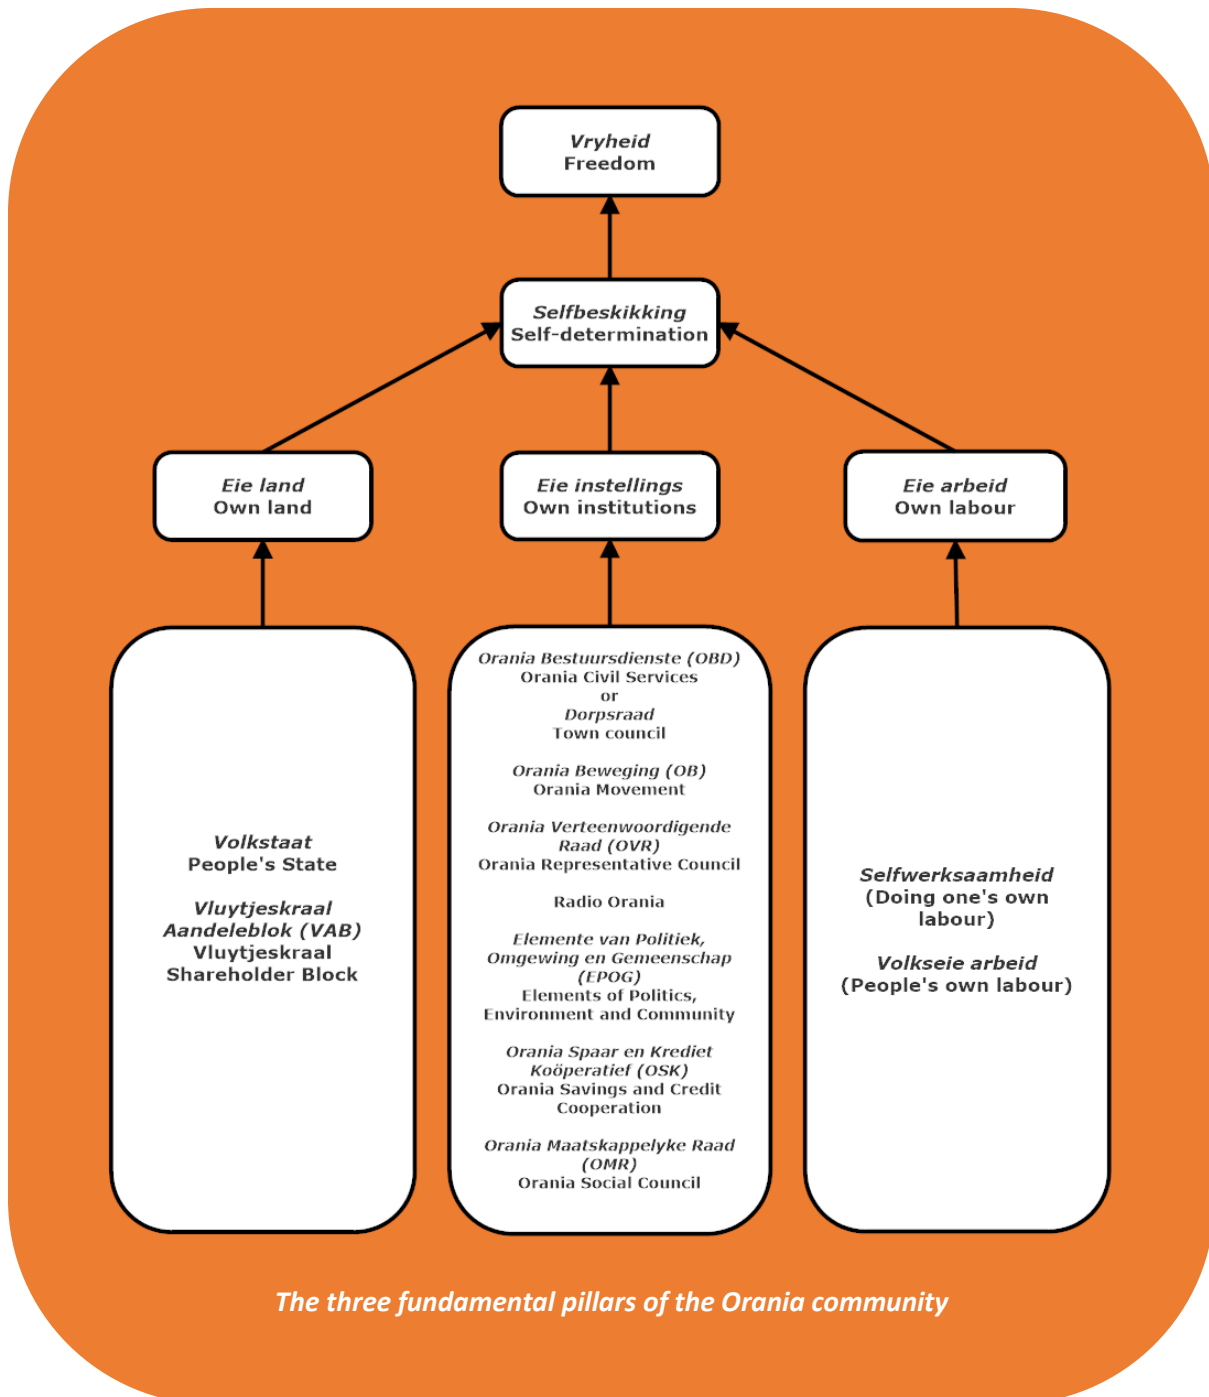 Vryheid
Freedom
Selfbeskikking
Self-determination
Eie land
Own land
Eie instellings
Own institutions
Eie arbeid
Own labour
Volkstaat
People's State
Vluytjeskraal
Aandeleblok (VAB)
Vluytjeskraal
Shareholder Block
Orania Bestuursdienste (OBD)
Orania Civil Services
or
Dorpsraad
Town council
Orania Beweging (OB)
Orania Movement
Orania Verteenwoordigende
Raad (OVR)
Orania Representative Council
Radio Orania
Elemente van Politiek,
Omgewing en Gemeenschap
(EPOG)
Elements of Politics,
Environment and Community
Orania Spaar en Krediet
Koöperatief (OSK)
Orania Savings and Credit
Cooperation
Orania Maatskappelyke Raad
(OMR)
Orania Social Council
Selfwerksaamheid
(Doing one's own
labour)
Volkseie arbeid
(People's own labour)
The three fundamental pillars of the Orania community